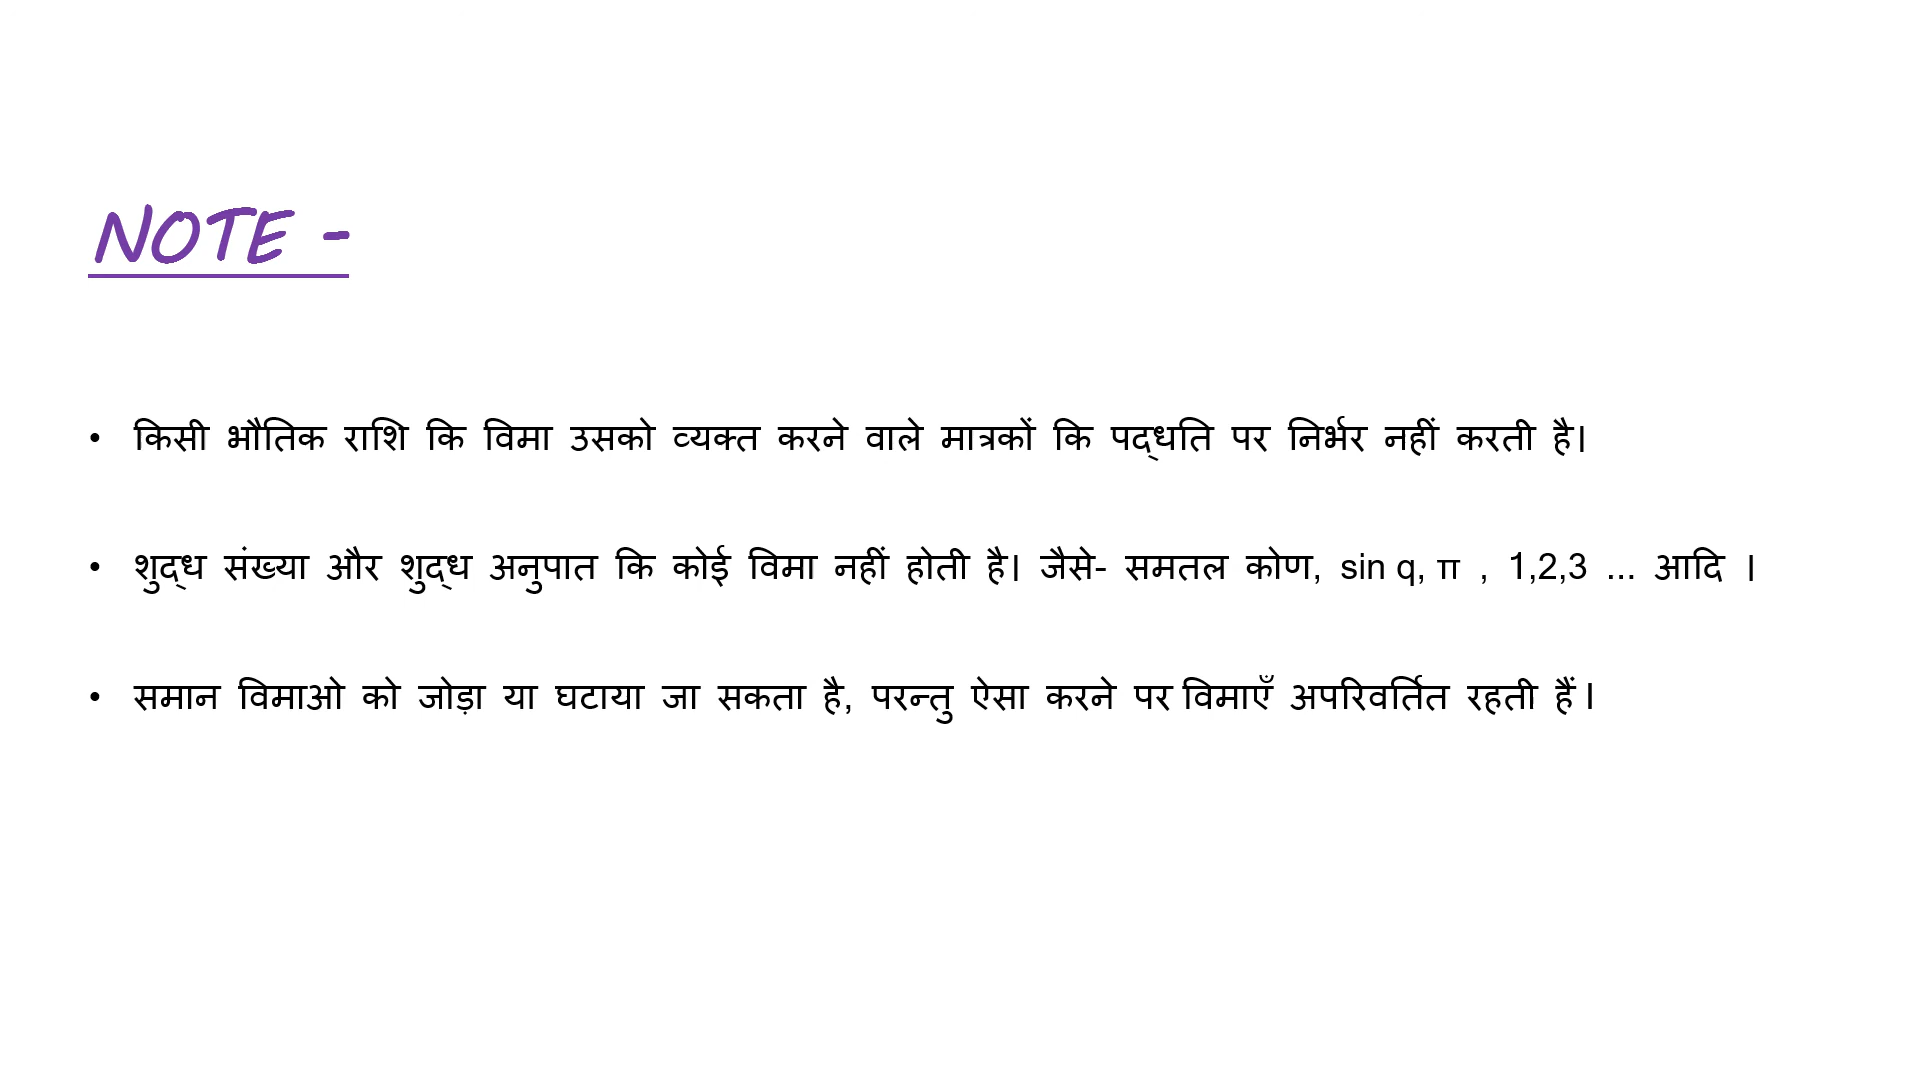 NOTE -
• किसी भौतिक राशि कि विमा उसको व्यक्त करने वाले मात्रकों कि पद्धति पर निर्भर नहीं करती है।
• शुद्ध संख्या और शुद्ध अनुपात कि कोई विमा नहीं होती है। जैसे- समतल कोण, sin q, π , 1,2,3 ... आदि ।
• समान विमाओ को जोड़ा या घटाया जा सकता है, परन्तु ऐसा करने पर विमाएँ अपरिवर्तित रहती हैं।